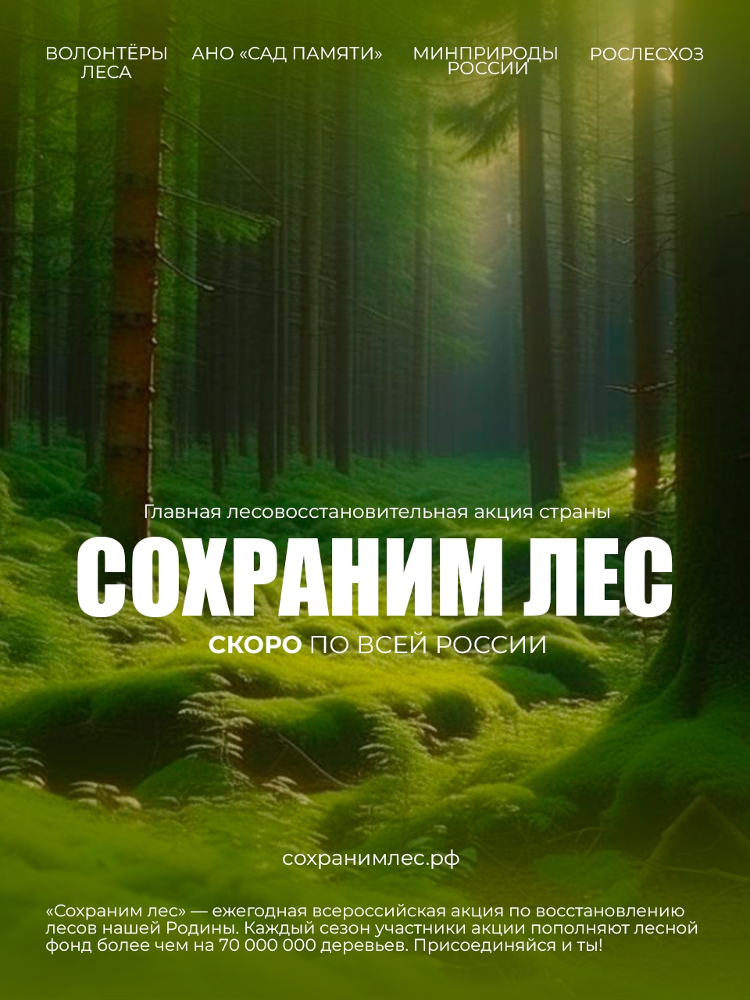 ВОЛОНТЁРЫ
ЛЕСА
АНО «САД ПАМЯТИ»
МИНПРИРОДЫ
РОССИИ
РОСЛЕСХОЗ
Главная лесовосстановительная акция страны
СОХРАНИМ ЛЕС
СКОРО ПО ВСЕЙ РОССИИ
сохранимлес.рф
«Сохраним лес» — ежегодная всероссийская акция по восстановлению
лесов нашей Родины. Каждый сезон участники акции пополняют лесной
фонд более чем на 70 000 000 деревьев. Присоединяйся и ты!